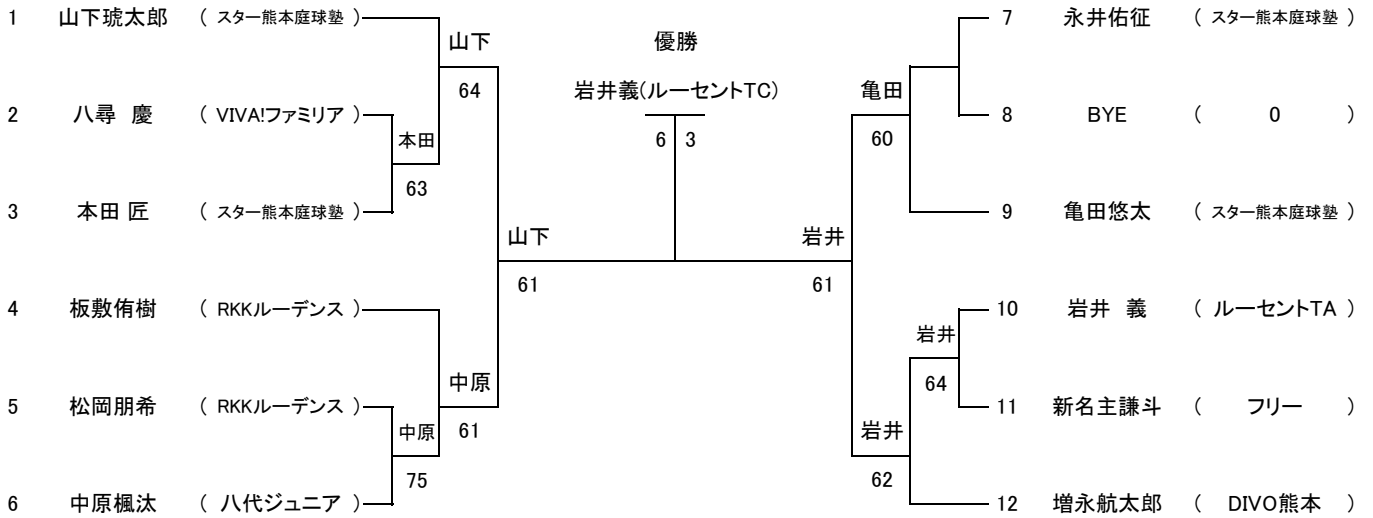 1 山下琥太郎 （ スター熊本庭球塾 ）
山下
64
2 八尋 慶 （ VIVA!ファミリア ）
本田
63
3 本田 匠 （ スター熊本庭球塾 ）
山下
61
4 板敷侑樹 （ RKKルーデンス ）
中原
61
5 松岡朋希 （ RKKルーデンス ）
中原
75
6 中原楓汰 （ 八代ジュニア ）
優勝
岩井義(ルーセントTC)
6 3
7 永井佑征 （ スター熊本庭球塾 ）
亀田
60
8 BYE （ 0 ）
9 亀田悠太 （ スター熊本庭球塾 ）
岩井
61
10 岩井 義 （ ルーセントTA ）
岩井
64
11 新名主謙斗 （ フリー ）
岩井
62
12 増永航太郎 （ DIVO熊本 ）